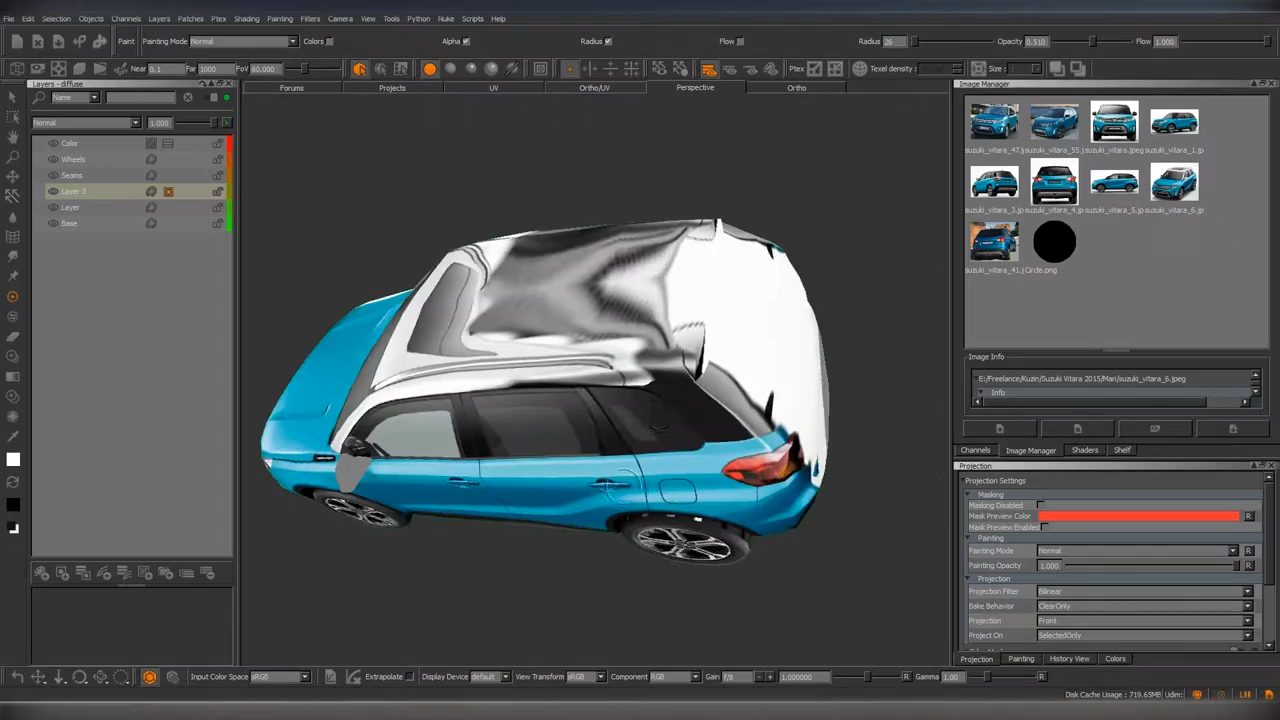 File Edit Selection Objects Channels Layers Patches Ptex Shading Painting Filters Camera View Tools Python Nuke Scripts Help
Paint Painting Mode Normal Colors Alpha Radius Flow Radius 26 Opacity 0.510 Flow 1.000
Near 0.1 Far 1000 FoV 60.000 Ptex Texel density: Size : 1
Layers - diffuse
Forums Projects UV Ortho/UV Perspective Ortho
Image Manager
Name
Normal 1.000
Color
Wheels
Seams
Layer 3
Layer
Base
suzuki_vitara_47.j suzuki_vitara_55.j suzuki_vitara.jpeg suzuki_vitara_1.jp
suzuki_vitara_3.jp suzuki_vitara_4.jp suzuki_vitara_5.jp suzuki_vitara_6.jp
suzuki_vitara_41.j Circle.png
Image Info
E:/Freelance/Kuzin/Suzuki Vitara 2015/Mari/suzuki_vitara_6.jpeg
Info
Channels Image Manager Shaders Shelf
Projection
Projection Settings
Masking
Masking Disabled
Mask Preview Color R
Mask Preview Enabled
Painting
Painting Mode Normal R
Painting Opacity 1.000 R
Projection
Projection Filter Bilinear
Bake Behavior ClearOnly
Projection Front
Project On SelectedOnly
Projection Painting History View Colors
Input Color Space sRGB Extrapolate Display Device default View Transform sRGB Component RGB Gain f/8 - + 1.000000 R Gamma 1.00 R
Disk Cache Usage : 719.65MB Udim: